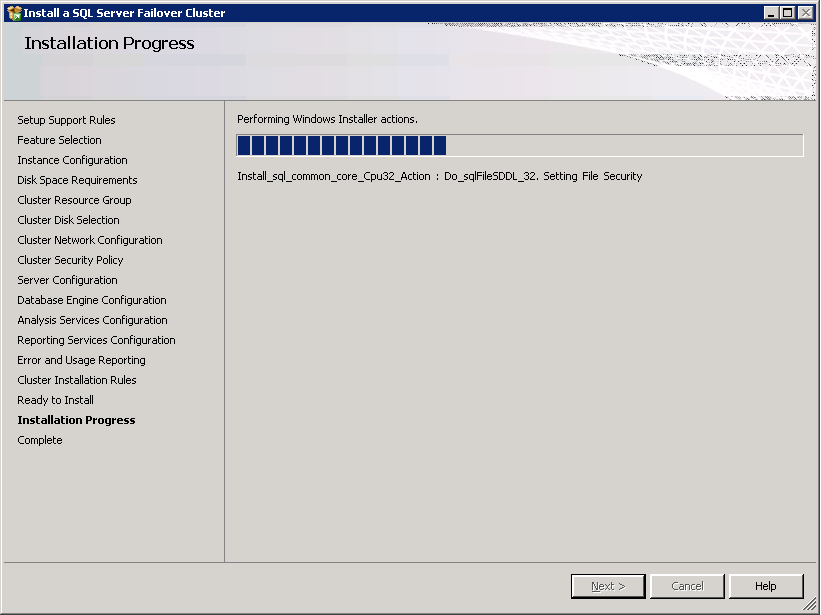 Install a SQL Server Failover Cluster
Installation Progress
Setup Support Rules
Feature Selection
Instance Configuration
Disk Space Requirements
Cluster Resource Group
Cluster Disk Selection
Cluster Network Configuration
Cluster Security Policy
Server Configuration
Database Engine Configuration
Analysis Services Configuration
Reporting Services Configuration
Error and Usage Reporting
Cluster Installation Rules
Ready to Install
Installation Progress
Complete
Performing Windows Installer actions.
Install_sql_common_core_Cpu32_Action : Do_sqlFileSDDL_32. Setting File Security
Next >
Cancel
Help